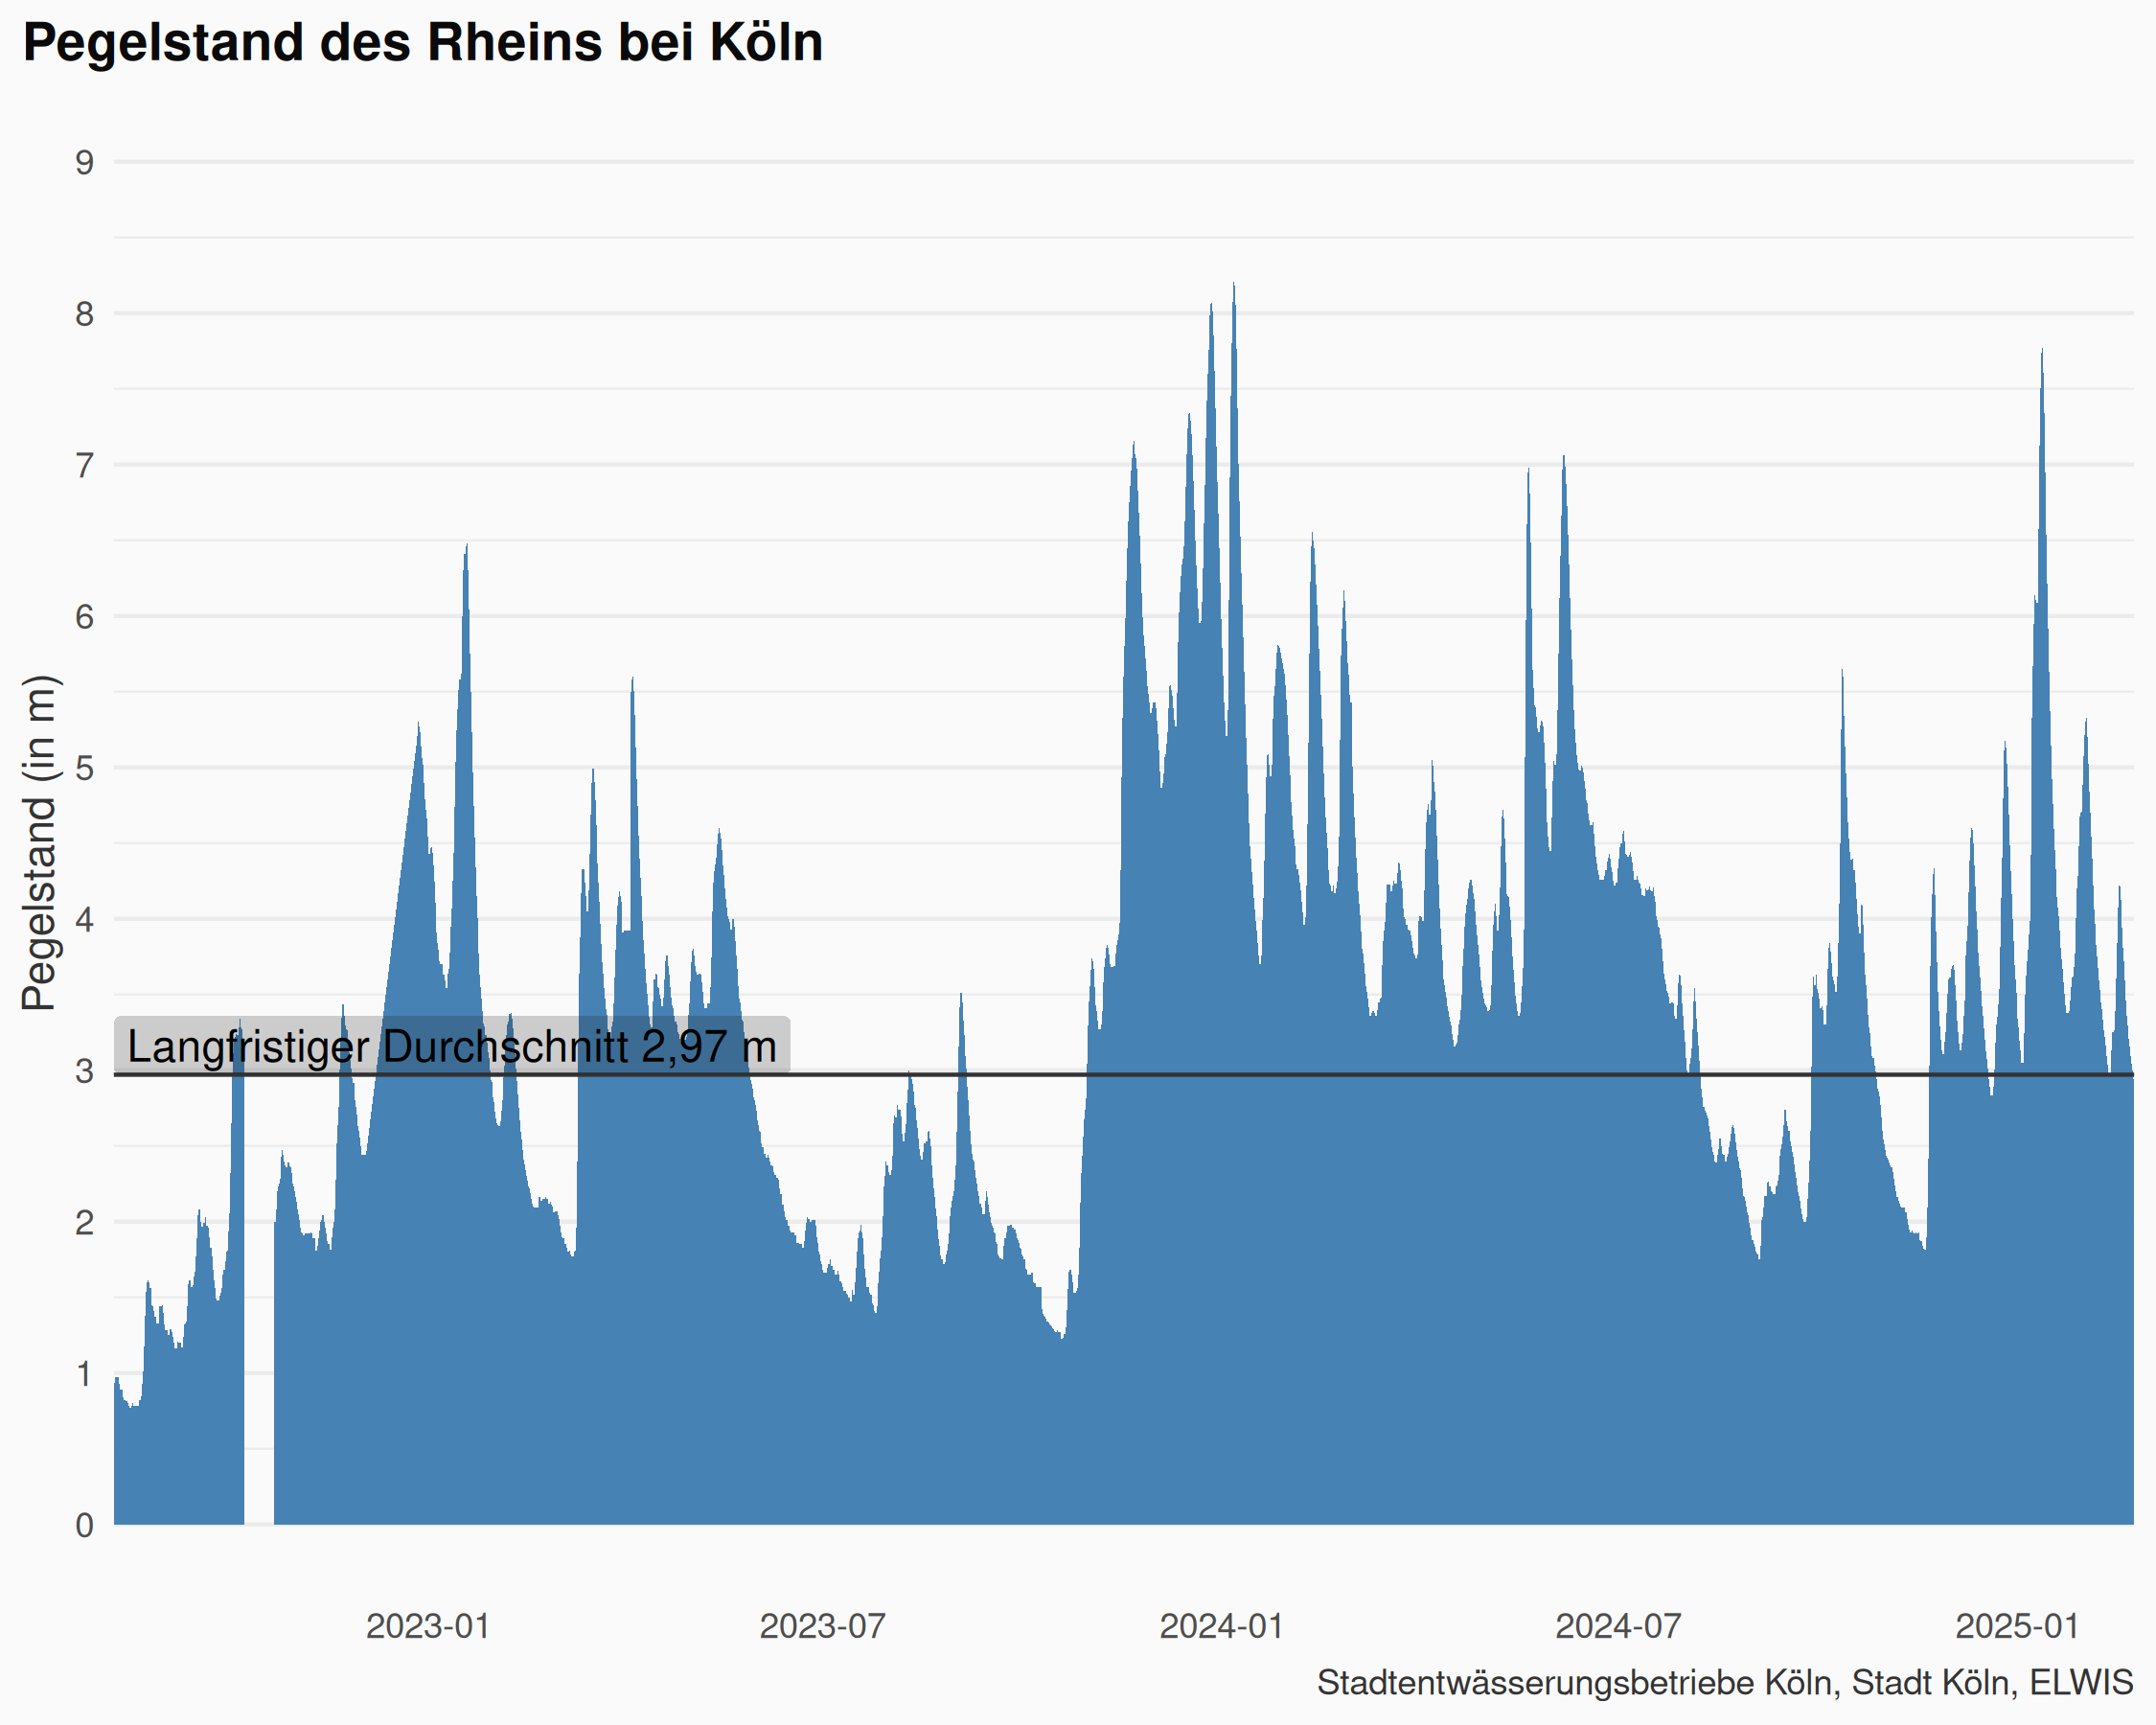 Pegelstand des Rheins bei Köln
Pegelstand (in m)
9
8
7
6
5
4
3
2
1
0
Langfristiger Durchschnitt 2,97 m
2023-01 2023-07 2024-01 2024-07 2025-01
Stadtentwässerungsbetriebe Köln, Stadt Köln, ELWIS